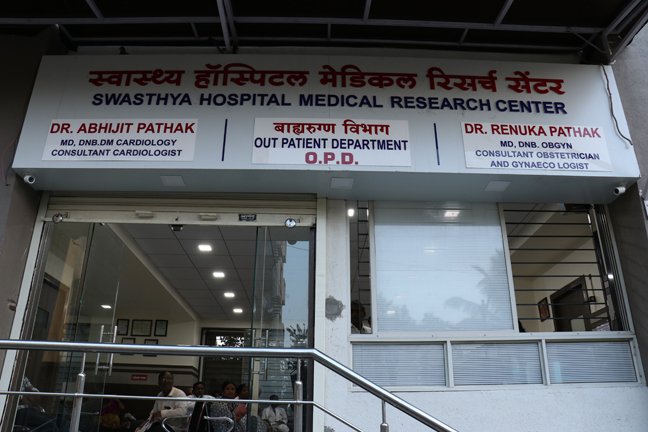 स्वास्थ्य हॉस्पिटल मेडिकल रिसर्च सेंटर
SWASTHYA HOSPITAL MEDICAL RESEARCH CENTER
DR. ABHIJIT PATHAK
MD, DNB.DM CARDIOLOGY
CONSULTANT CARDIOLOGIST
बाह्यरुग्ण विभाग
OUT PATIENT DEPARTMENT
O.P.D.
DR. RENUKA PATHAK
MD, DNB. OBGYN
CONSULTANT OBSTETRICIAN
AND GYNAECO LOGIST